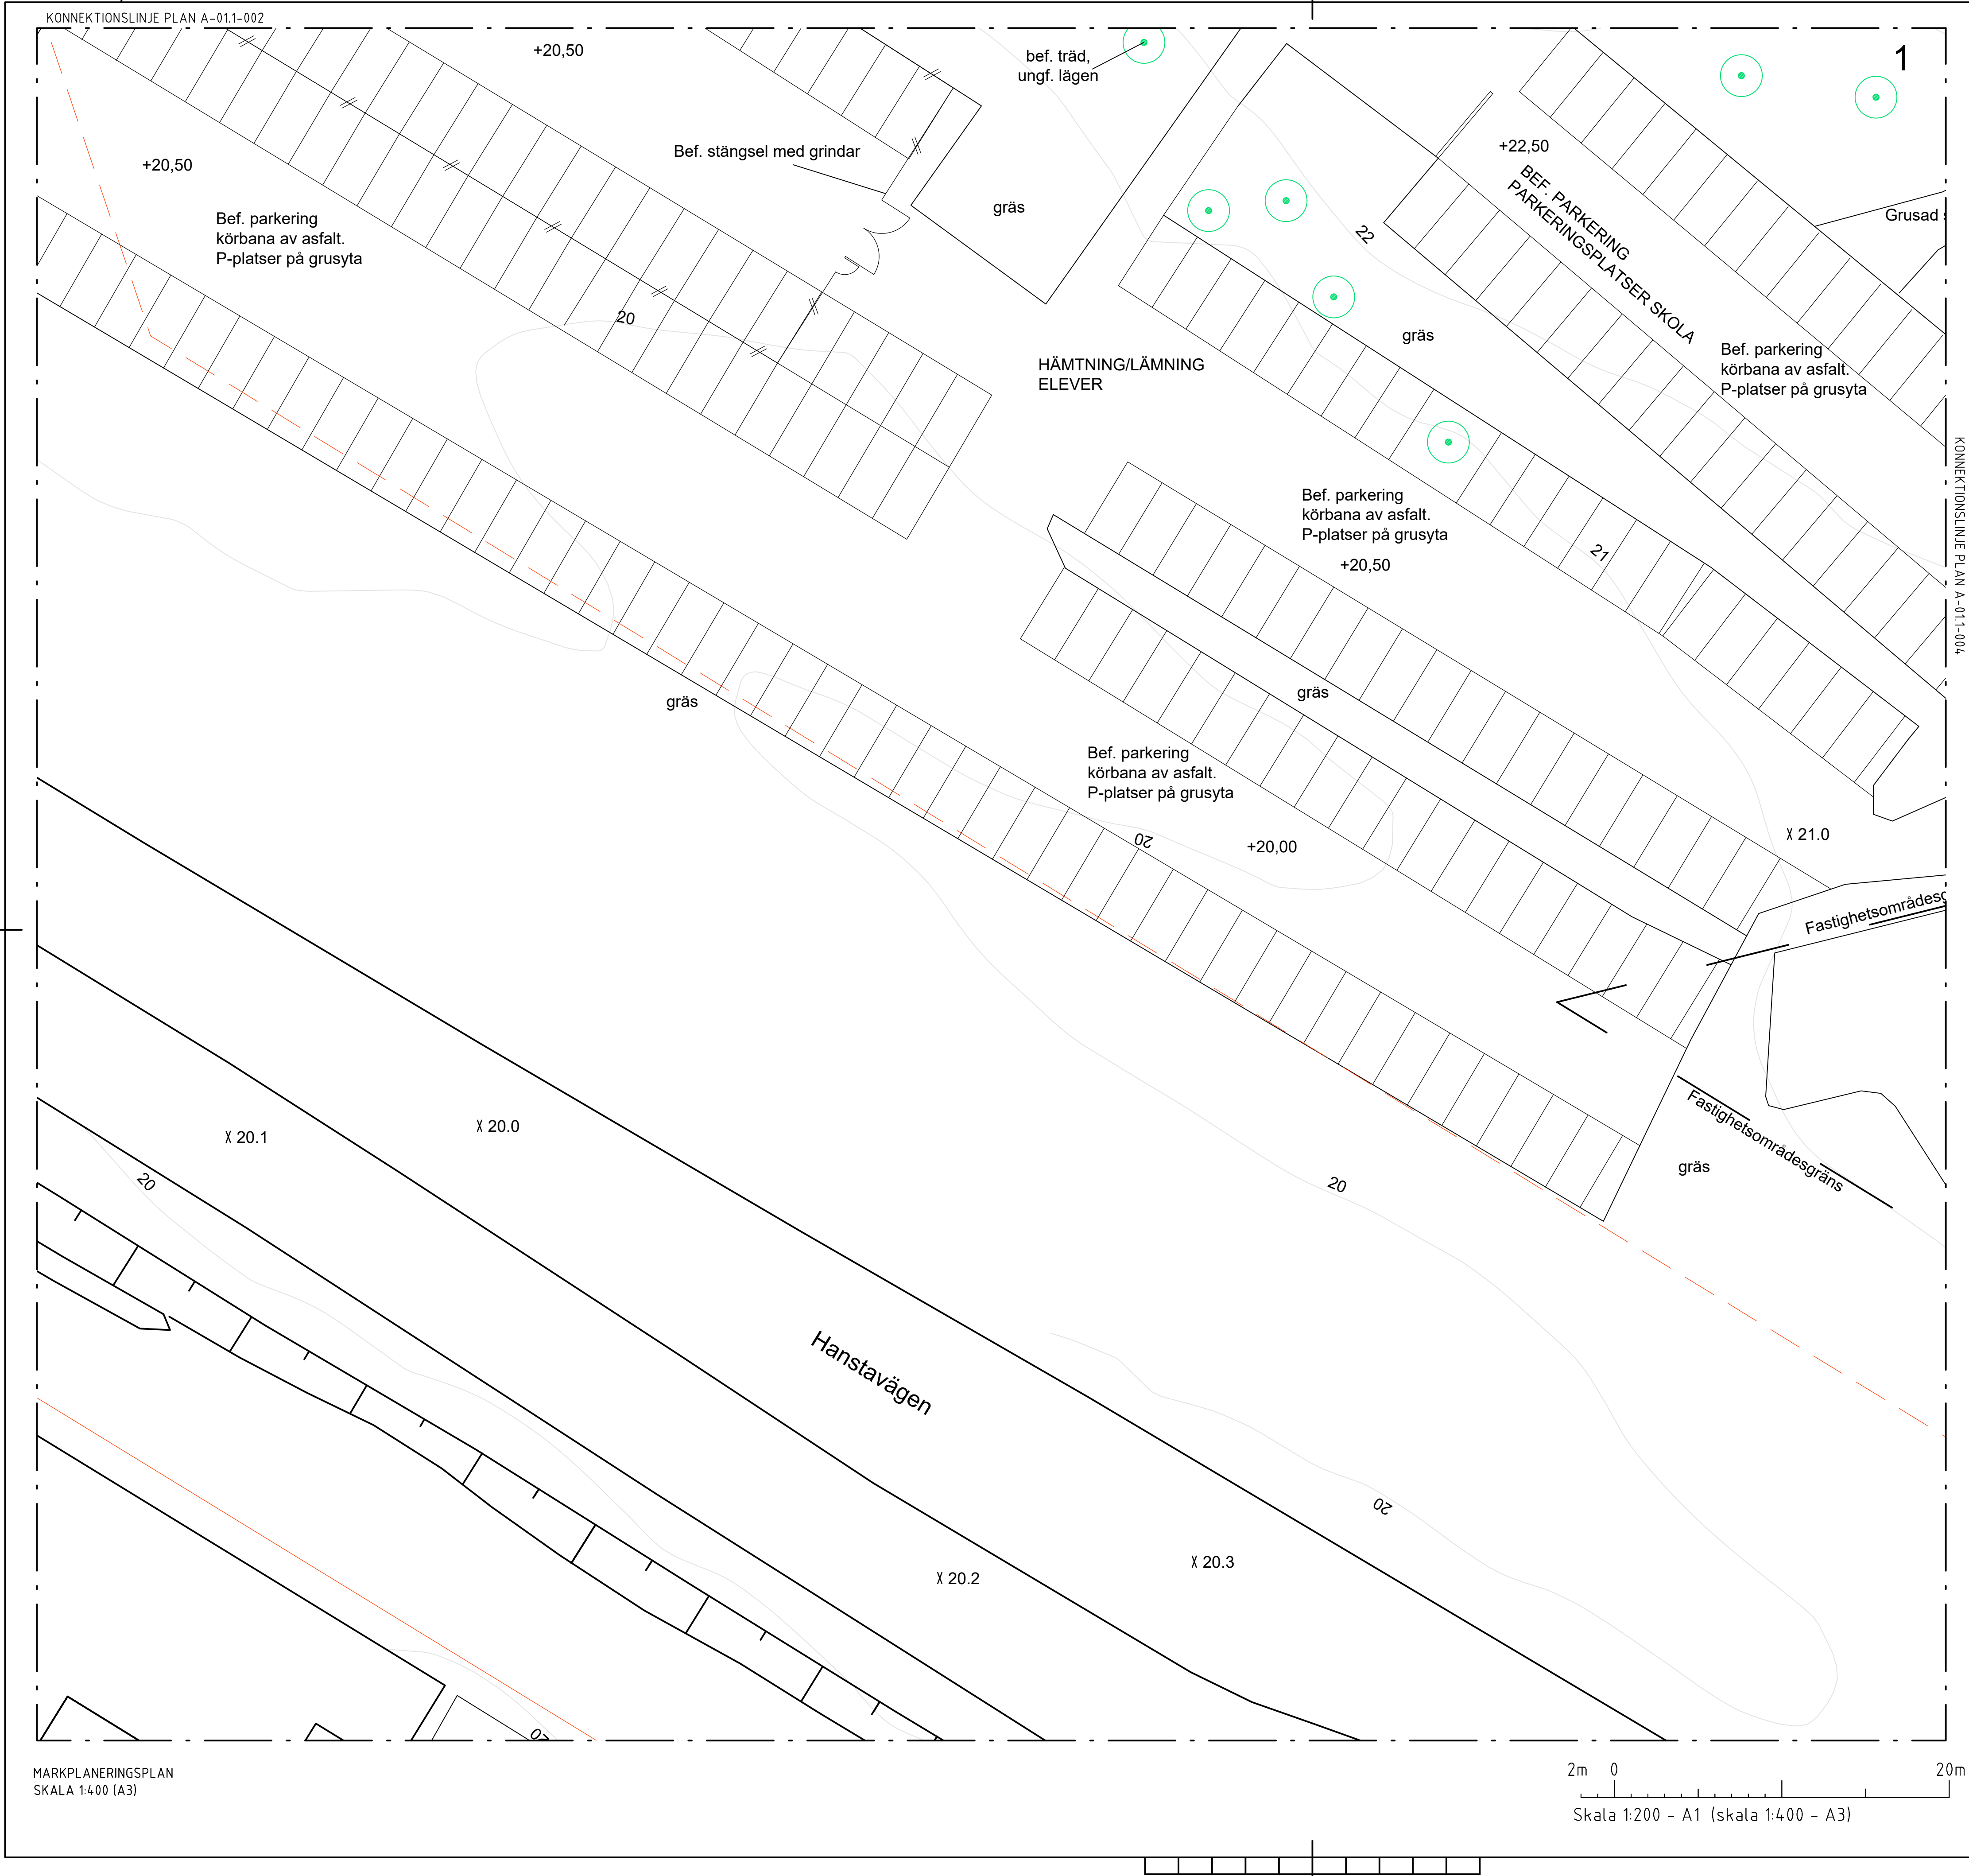 KONNEKTIONSLINJE PLAN A-01.1-002
1
+20,50
bef. träd,
ungf. lägen
+20,50
Bef. stängsel med grindar
+22,50
BEF. PARKERING
PARKERINGSPLATSER SKOLA
Grusad
Bef. parkering
körbana av asfalt.
P-platser på grusyta
gräs
22
20
gräs
HÄMTNING/LÄMNING
ELEVER
Bef. parkering
körbana av asfalt.
P-platser på grusyta
KONNEKTIONSLINJE PLAN A-01.1-004
Bef. parkering
körbana av asfalt.
P-platser på grusyta
+20,50
21
gräs
gräs
Bef. parkering
körbana av asfalt.
P-platser på grusyta
20
+20,00
X 21.0
Fastighetsområdesg
Fastighetsområdesgräns
gräs
X 20.1
X 20.0
20
20
Hanstavägen
20
X 20.2
X 20.3
20
MARKPLANERINGSPLAN
SKALA 1:400 (A3)
2m 0 20m
Skala 1:200 - A1 (skala 1:400 - A3)